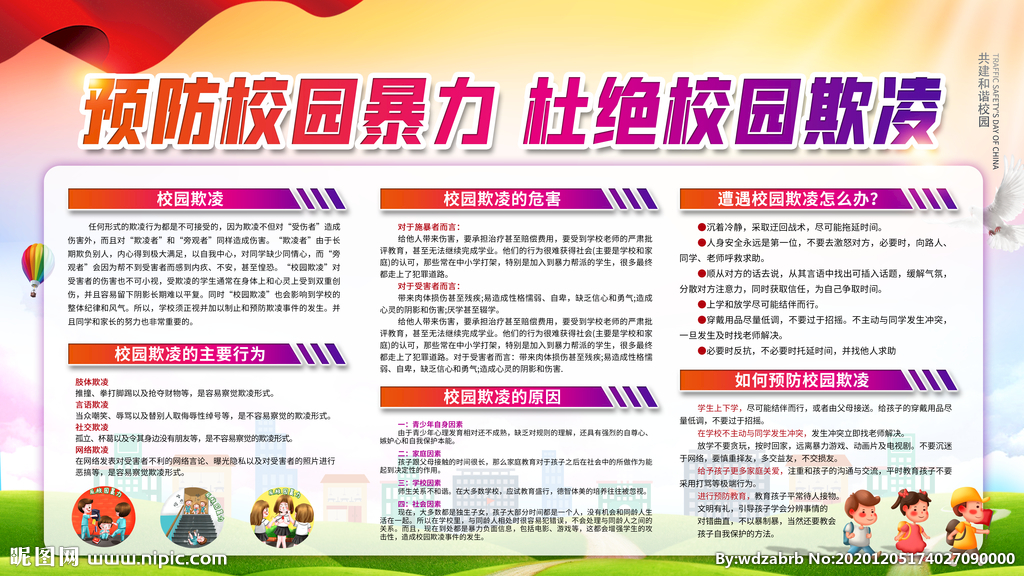 预防校园暴力 杜绝校园欺凌
共建和谐校园
TRAFFIC SAFETY'S DAY OF CHINA
校园欺凌
任何形式的欺凌行为都是不可接受的，因为欺凌不但对“受伤者”造成
伤害外，而且对“欺凌者”和“旁观者”同样造成伤害。“欺凌者”由于长
期欺负别人，内心得到极大满足，以自我中心，对同学缺少同情心，而“旁
观者”会因为帮不到受害者而感到内疚、不安，甚至惶恐。“校园欺凌”对
受害者的伤害也不可小视，受欺凌的学生通常在身体上和心灵上受到双重创
伤，并且容易留下阴影长期难以平复。同时“校园欺凌”也会影响到学校的
整体纪律和风气。所以，学校须正视并加以制止和预防欺凌事件的发生。并
且同学和家长的努力也非常重要的。
校园欺凌的主要行为
肢体欺凌
推撞、拳打脚踢以及抢夺财物等，是容易察觉欺凌形式。
言语欺凌
当众嘲笑、辱骂以及替别人取侮辱性绰号等，是不容易察觉的欺凌形式。
社交欺凌
孤立、杯葛以及令其身边没有朋友等，是不容易察觉的欺凌形式。
网络欺凌
在网络发表对受害者不利的网络言论、曝光隐私以及对受害者的照片进行
恶搞等，是容易察觉欺凌形式。
校园欺凌的危害
对于施暴者而言：
给他人带来伤害，要承担治疗甚至赔偿费用，要受到学校老师的严肃批
评教育，甚至无法继续完成学业。他们的行为很难获得社会(主要是学校和家
庭)的认可，那些常在中小学打架，特别是加入到暴力帮派的学生，很多最终
都走上了犯罪道路。
对于受害者而言：
带来肉体损伤甚至残疾;易造成性格懦弱、自卑，缺乏信心和勇气;造成
心灵的阴影和伤害;厌学甚至辍学。
给他人带来伤害，要承担治疗甚至赔偿费用，要受到学校老师的严肃批
评教育，甚至无法继续完成学业。他们的行为很难获得社会(主要是学校和家
庭)的认可，那些常在中小学打架，特别是加入到暴力帮派的学生，很多最终
都走上了犯罪道路。对于受害者而言：带来肉体损伤甚至残疾;易造成性格懦
弱、自卑，缺乏信心和勇气;造成心灵的阴影和伤害.
校园欺凌的原因
一：青少年自身因素
由于青少年心理发育相对还不成熟，缺乏对规则的理解，还具有强烈的自尊心、
嫉妒心和自我保护本能。
二：家庭因素
孩子跟父母接触的时间很长，那么家庭教育对于孩子之后在社会中的所做作为能
起到决定性的作用。
三：学校因素
师生关系不和谐。在大多数学校，应试教育盛行，德智体美的培养往往被忽视。
四：社会因素
现在，大多数都是独生子女，孩子大部分时间都是一个人，没有机会和同龄人生
活在一起。所以在学校里，与同龄人相处时很容易犯错误，不会处理与同龄人之间的
关系。而且，现在到处都是暴力负面信息，包括电影、游戏等，这都会增强学生的攻
击性，造成校园欺凌事件的发生。
遭遇校园欺凌怎么办?
●沉着冷静，采取迂回战术，尽可能拖延时间。
●人身安全永远是第一位，不要去激怒对方，必要时，向路人、
同学、老师呼救求助。
●顺从对方的话去说，从其言语中找出可插入话题，缓解气氛，
分散对方注意力，同时获取信任，为自己争取时间。
●上学和放学尽可能结伴而行。
●穿戴用品尽量低调，不要过于招摇。不主动与同学发生冲突，
一旦发生及时找老师解决。
●必要时反抗，不必要时托延时间，并找他人求助
如何预防校园欺凌
学生上下学，尽可能结伴而行，或者由父母接送。给孩子的穿戴用品尽
量低调，不要过于招摇。
在学校不主动与同学发生冲突，发生冲突立即找老师解决。
放学不要贪玩，按时回家，远离暴力游戏、动画片及电视剧。不要沉迷
于网络，要慎重择友，多交益友，不交损友。
给予孩子更多家庭关爱，注重和孩子的沟通与交流，平时教育孩子不要
采用打骂等极端行为。
进行预防教育，教育孩子平常待人接物。
文明有礼，引导孩子学会分辨事情的
对错曲直，不以暴制暴，当然还要教会
孩子自我保护的方法。
昵图网 www.nipic.com
By:wdzabrb No:20201205174027090000